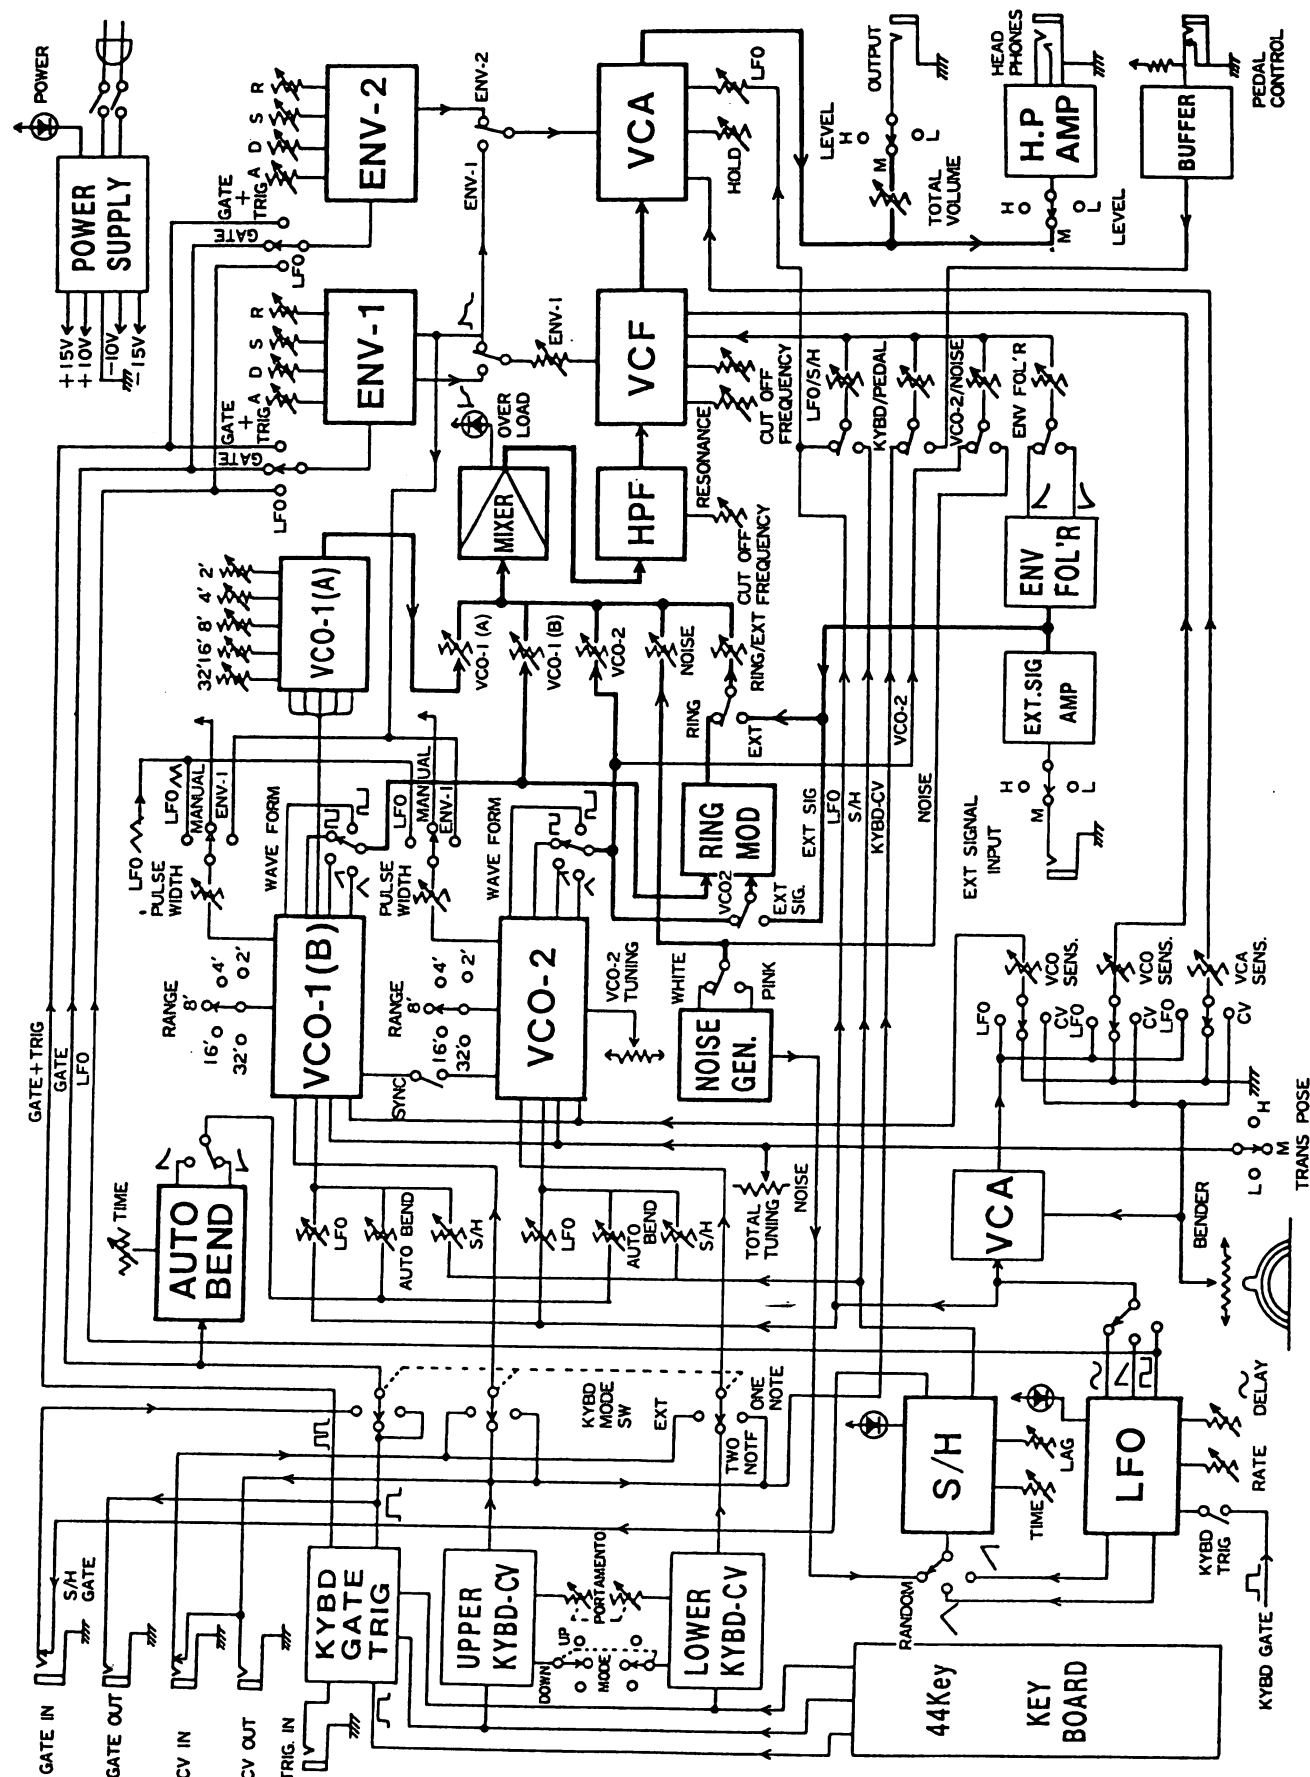 GATE IN
GATE OUT
CV IN
CV OUT
TRIG. IN
S/H
GATE
KYBD
GATE
TRIG
UPPER
KYBD-CV
LOWER
KYBD-CV
PORTAMENTO
UP
DOWN
MODE
44Key
KEY
BOARD
KYBD GATE
KYBD
TRIG
RANDOM
S/H
TIME
LAG
LFO
RATE
DELAY
KYBD
MODE
SW
EXT
ONE
NOTE
TWO
NOTF
GATE+TRIG
GATE
LFO
TIME
AUTO
BEND
LFO
AUTO BEND
S/H
LFO
AUTO
BEND
S/H
TOTAL
TUNING
NOISE
VCA
BENDER
TRANS POSE
L
M
H
RANGE
32'
16'
8'
4'
2'
VCO-1(B)
SYNC
RANGE
32'
16'
8'
4'
2'
VCO-2
VCO-2
TUNING
NOISE
GEN.
WHITE
PINK
LFO
CV
VCO
SENS.
LFO
CV
VCO
SENS.
LFO
CV
VCA
SENS.
PULSE
WIDTH
LFO
LFO
MANUAL
ENV-1
WAVE FORM
PULSE
WIDTH
LFO
MANUAL
ENV-1
WAVE FORM
VCO2
EXT
SIG.
RING
MOD
RING
EXT
EXT SIG
LFO
S/H
KYBD-CV
VCO-2
NOISE
EXT SIGNAL
INPUT
H
M
L
EXT.SIG
AMP
ENV
FOL'R
32'
16'
8'
4'
2'
VCO-1(A)
VCO-1 (A)
VCO-1 (B)
VCO-2
NOISE
RING/EXT
MIXER
OVER
LOAD
HPF
CUT OFF
FREQUENCY
RESONANCE
VCF
CUT OFF
FREQUENCY
LFO/S/H
KYBD/PEDAL
VCO-2/NOISE
ENV FOL'R
LFO
GATE
GATE
+
TRIG
A
D
S
R
ENV-1
ENV-1
LFO
GATE
GATE
+
TRIG
A
D
S
R
ENV-2
ENV-1
ENV-2
VCA
HOLD
LFO
+15V
+10V
-10V
-15V
POWER
SUPPLY
POWER
TOTAL
VOLUME
LEVEL
H
M
L
OUTPUT
LEVEL
H
M
L
H.P
AMP
HEAD
PHONES
BUFFER
PEDAL
CONTROL